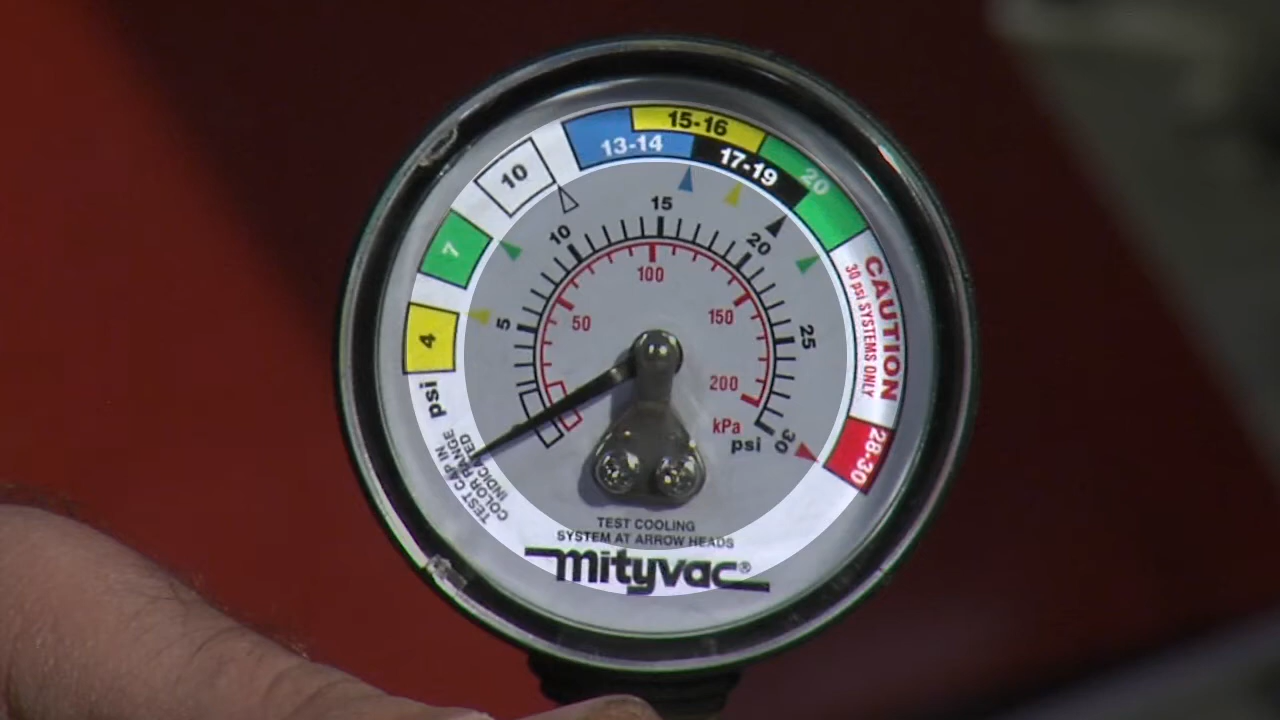 15-16
13-14
17-19
20
10
7
4
psi
CAUTION
30 psi SYSTEMS ONLY
28-30
TEST CAP IN
COLOR RANGE
INDICATED
5
10
15
20
25
30
50
100
150
200
kPa
psi
TEST COOLING
SYSTEM AT ARROW HEADS
mityvac®